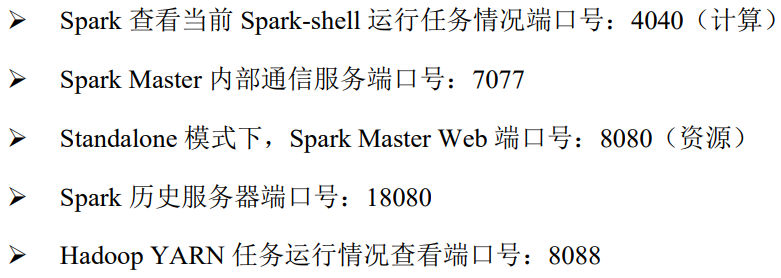 ➢ Spark 查看当前 Spark-shell 运行任务情况端口号：4040（计算）
➢ Spark Master 内部通信服务端口号：7077
➢ Standalone 模式下，Spark Master Web 端口号：8080（资源）
➢ Spark 历史服务器端口号：18080
➢ Hadoop YARN 任务运行情况查看端口号：8088